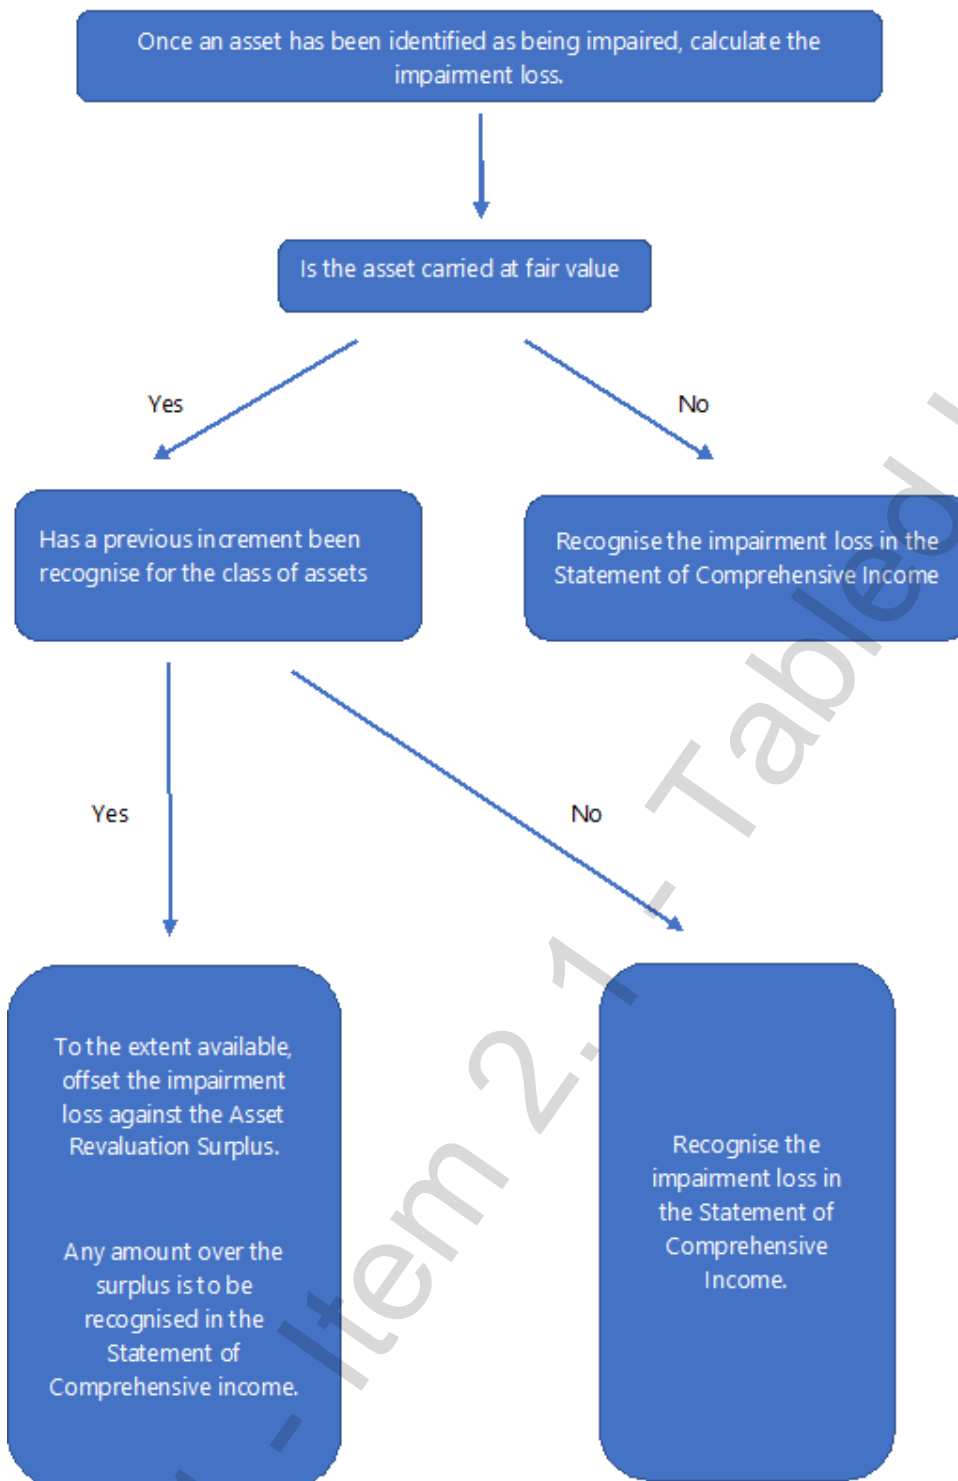 Once an asset has been identified as being impaired, calculate the
impairment loss.
Is the asset carried at fair value
Yes
No
Has a previous increment been
recognise for the class of assets
Recognise the impairment loss in the
Statement of Comprehensive Income
Yes
No
To the extent available,
offset the impairment
loss against the Asset
Revaluation Surplus.
Any amount over the
surplus is to be
recognised in the
Statement of
Comprehensive income.
Recognise the
impairment loss in
the Statement of
Comprehensive
Income.
- Item 2.1 - Tabled